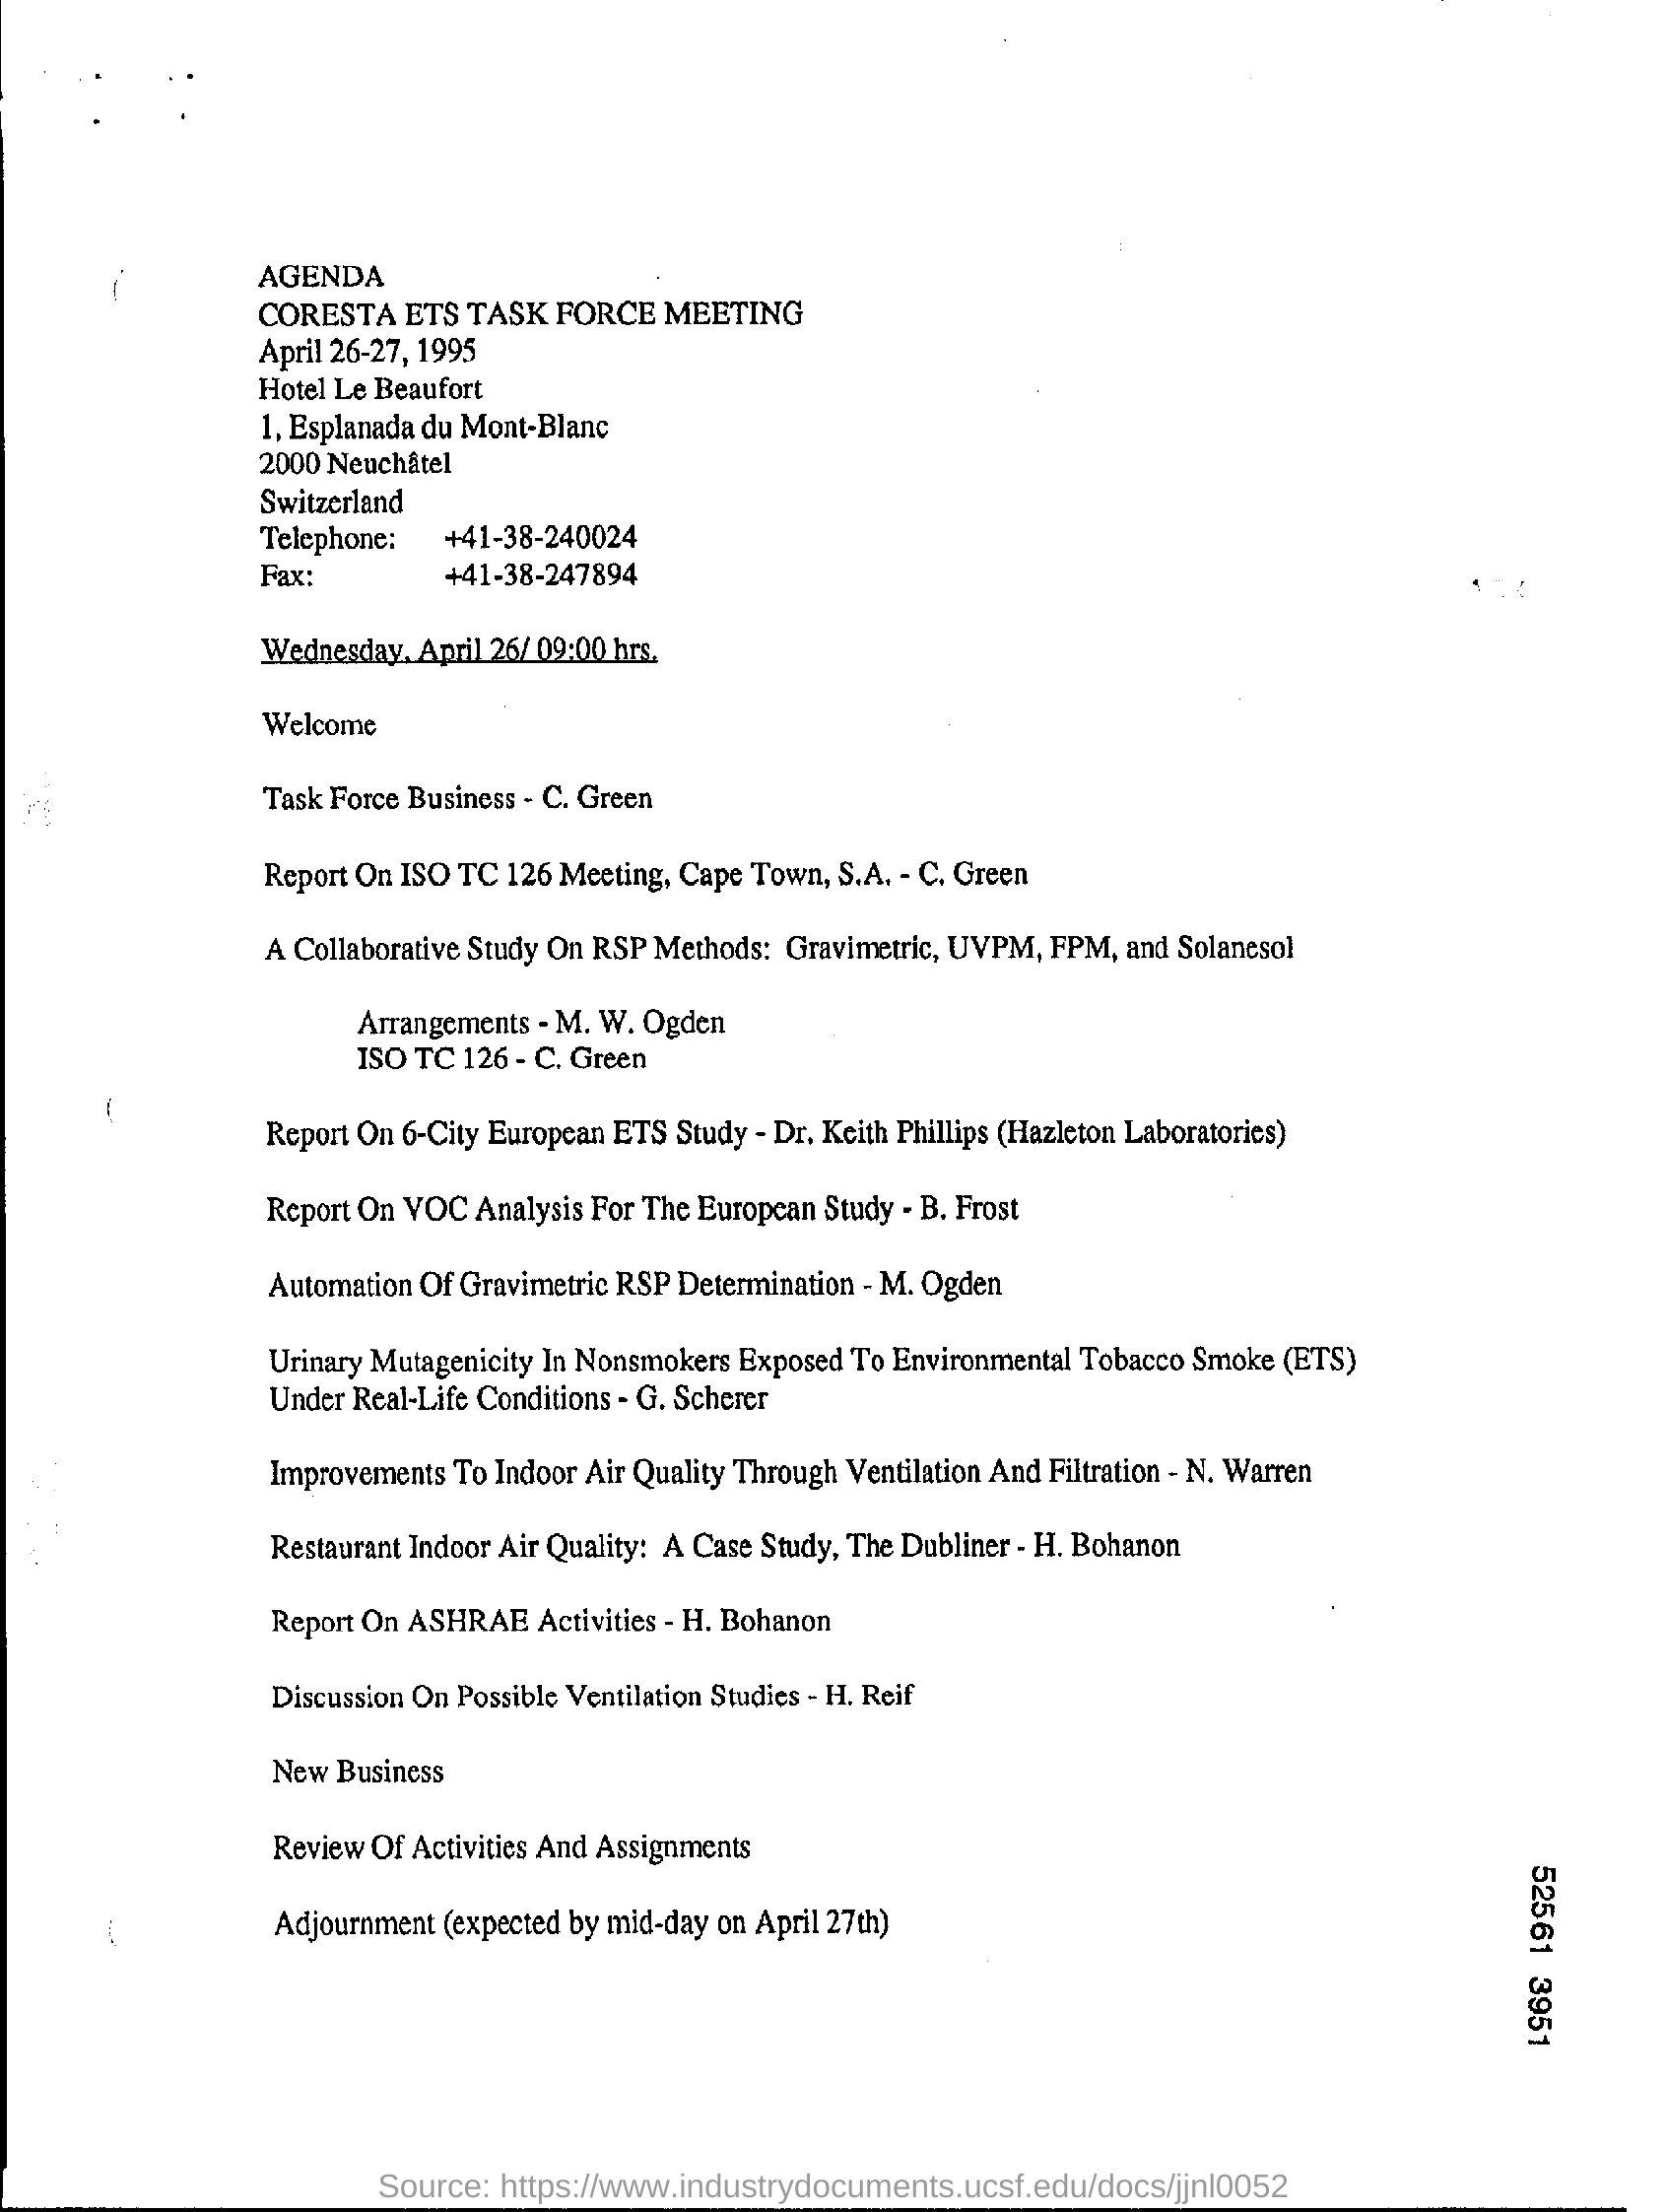 AGENDA
CORESTA ETS TASK FORCE MEETING
April 26-27, 1995
Hotel Le Beaufort
1, Esplanada du Mont-Blanc
2000 Neuchâtel
Switzerland
Telephone: +41-38-240024
Fax: +41-38-247894
Wednesday, April 26/ 09:00 hrs.
Welcome
Task Force Business - C. Green
Report On ISO TC 126 Meeting, Cape Town, S.A. - C. Green
A Collaborative Study On RSP Methods: Gravimetric, UVPM, FPM, and Solanesol
Arrangements - M. W. Ogden
ISO TC 126 - C. Green
Report On 6-City European ETS Study - Dr. Keith Phillips (Hazleton Laboratories)
Report On VOC Analysis For The European Study - B. Frost
Automation Of Gravimetric RSP Determination - M. Ogden
Urinary Mutagenicity In Nonsmokers Exposed To Environmental Tobacco Smoke (ETS)
Under Real-Life Conditions - G. Scherer
Improvements To Indoor Air Quality Through Ventilation And Filtration - N. Warren
Restaurant Indoor Air Quality: A Case Study, The Dubliner - H. Bohanon
Report On ASHRAE Activities - H. Bohanon
Discussion On Possible Ventilation Studies - H. Reif
New Business
Review Of Activities And Assignments
Adjournment (expected by mid-day on April 27th)
52561 3951
Source: https://www.industrydocuments.ucsf.edu/docs/jjnl0052